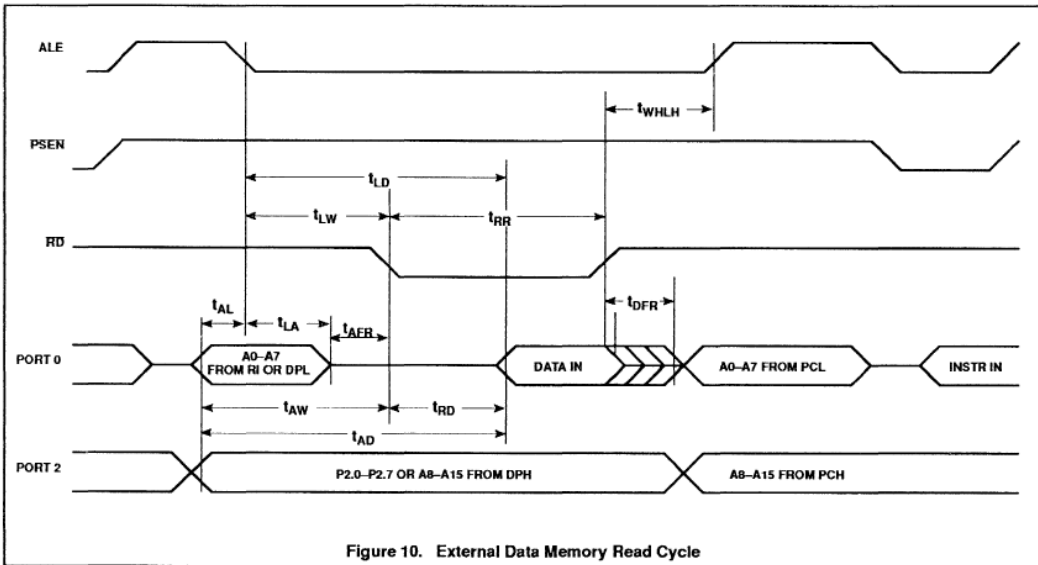 ALE
tWHLH
PSEN
tLD
tLW
tRR
RD
tAL
tLA
tAFR
tDFR
PORT 0
A0–A7
FROM RI OR DPL
DATA IN
A0–A7 FROM PCL
INSTR IN
tAW
tRD
tAD
PORT 2
P2.0–P2.7 OR A8–A15 FROM DPH
A8–A15 FROM PCH
Figure 10. External Data Memory Read Cycle